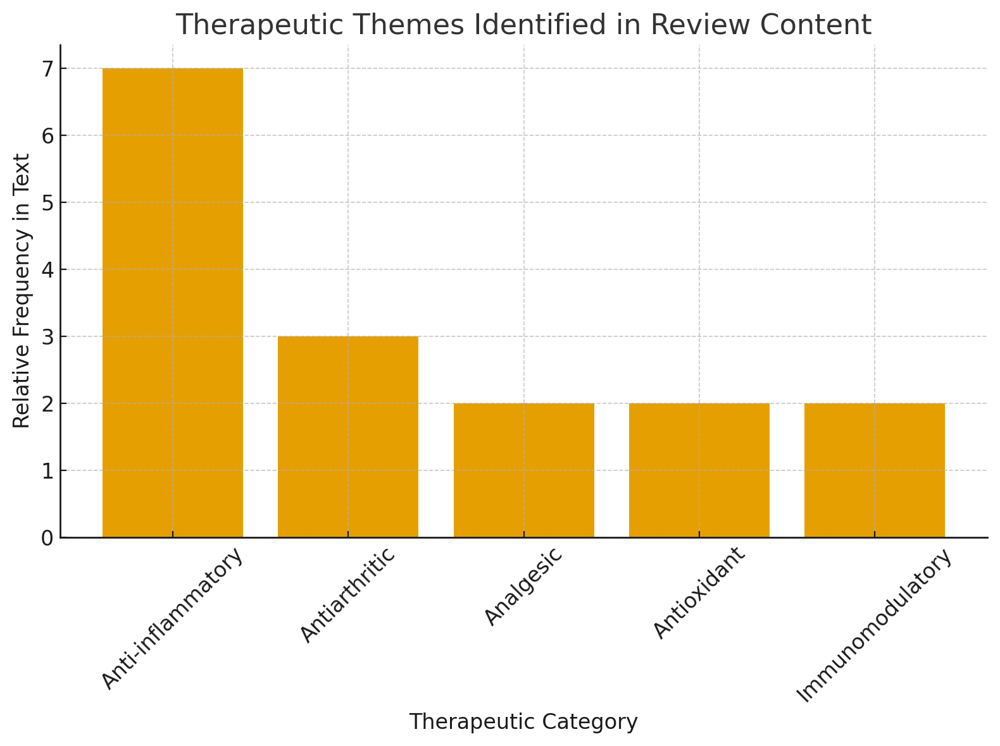 Therapeutic Themes Identified in Review Content
Relative Frequency in Text
7
6
5
4
3
2
1
0
Anti-inflammatory
Antiarthritic
Analgesic
Antioxidant
Immunomodulatory
Therapeutic Category